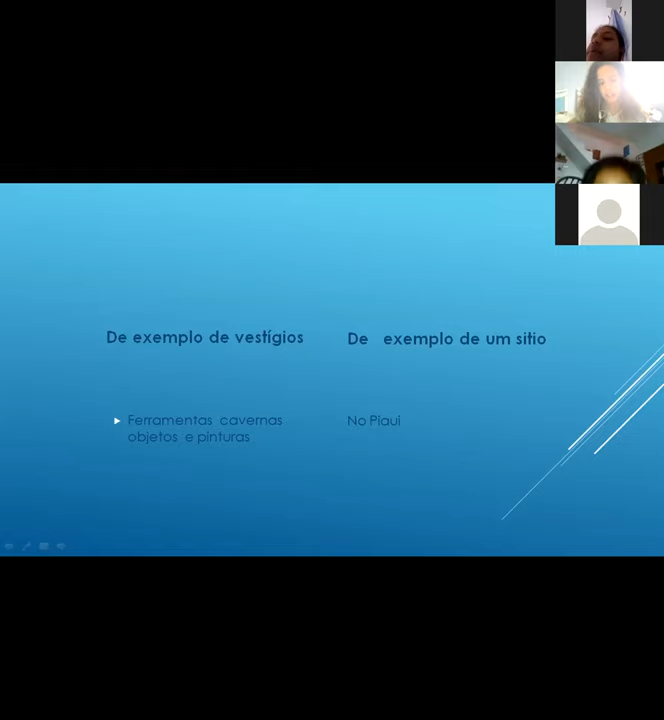 De exemplo de vestígios
De exemplo de um sitio
Ferramentas cavernas
objetos e pinturas
No Piaui